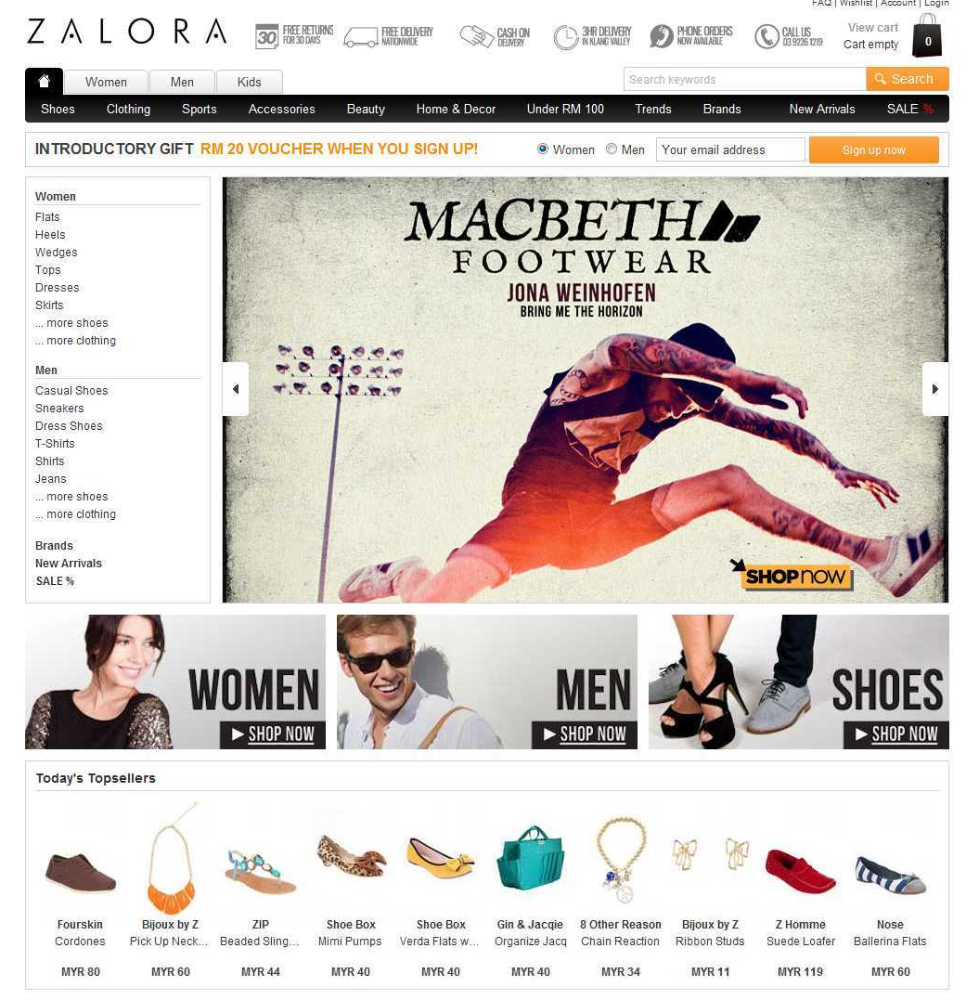 FAQ | Wishlist | Account | Login
ZALORA
30 FREE RETURNS FOR 30 DAYS
FREE DELIVERY NATIONWIDE
CASH ON DELIVERY
3HR DELIVERY IN KLANG VALLEY
PHONE ORDERS NOW AVAILABLE
CALL US 03 9226 1219
View cart
Cart empty
0
Women Men Kids
Search keywords Search
Shoes Clothing Sports Accessories Beauty Home & Decor Under RM 100 Trends Brands New Arrivals SALE %
INTRODUCTORY GIFT RM 20 VOUCHER WHEN YOU SIGN UP! Women Men Your email address Sign up now
Women
Flats
Heels
Wedges
Tops
Dresses
Skirts
... more shoes
... more clothing
Men
Casual Shoes
Sneakers
Dress Shoes
T-Shirts
Shirts
Jeans
... more shoes
... more clothing
Brands
New Arrivals
SALE %
MACBETH
FOOTWEAR
JONA WEINHOFEN
BRING ME THE HORIZON
SHOPNOW
WOMEN
SHOP NOW
MEN
SHOP NOW
SHOES
SHOP NOW
Today's Topsellers
Fourskin
Cordones
MYR 80
Bijoux by Z
Pick Up Neck...
MYR 60
ZIP
Beaded Sling...
MYR 44
Shoe Box
Mimi Pumps
MYR 40
Shoe Box
Verda Flats w...
MYR 40
Gin & Jacqie
Organize Jacq
MYR 40
8 Other Reason
Chain Reaction
MYR 34
Bijoux by Z
Ribbon Studs
MYR 11
Z Homme
Suede Loafer
MYR 119
Nose
Ballerina Flats
MYR 60